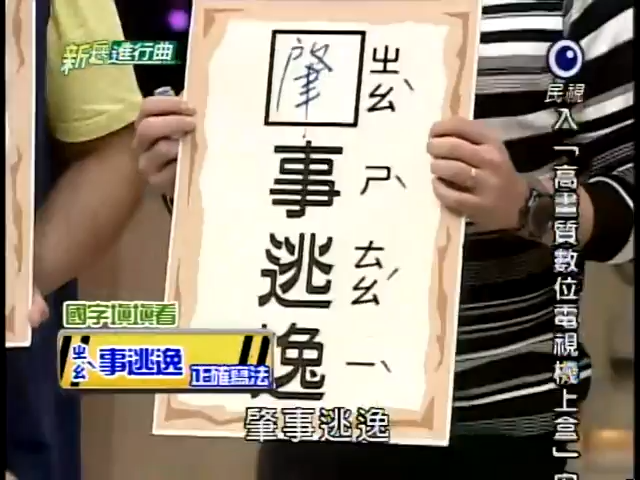 新長進行曲
民視
肇 ㄓㄠˋ
事 ㄕˋ
逃 ㄊㄠˊ
逸 ㄧˋ
國字填填看
ㄓㄠˋ事逃逸 正確寫法
肇事逃逸
入「高畫質數位電視機上盒」